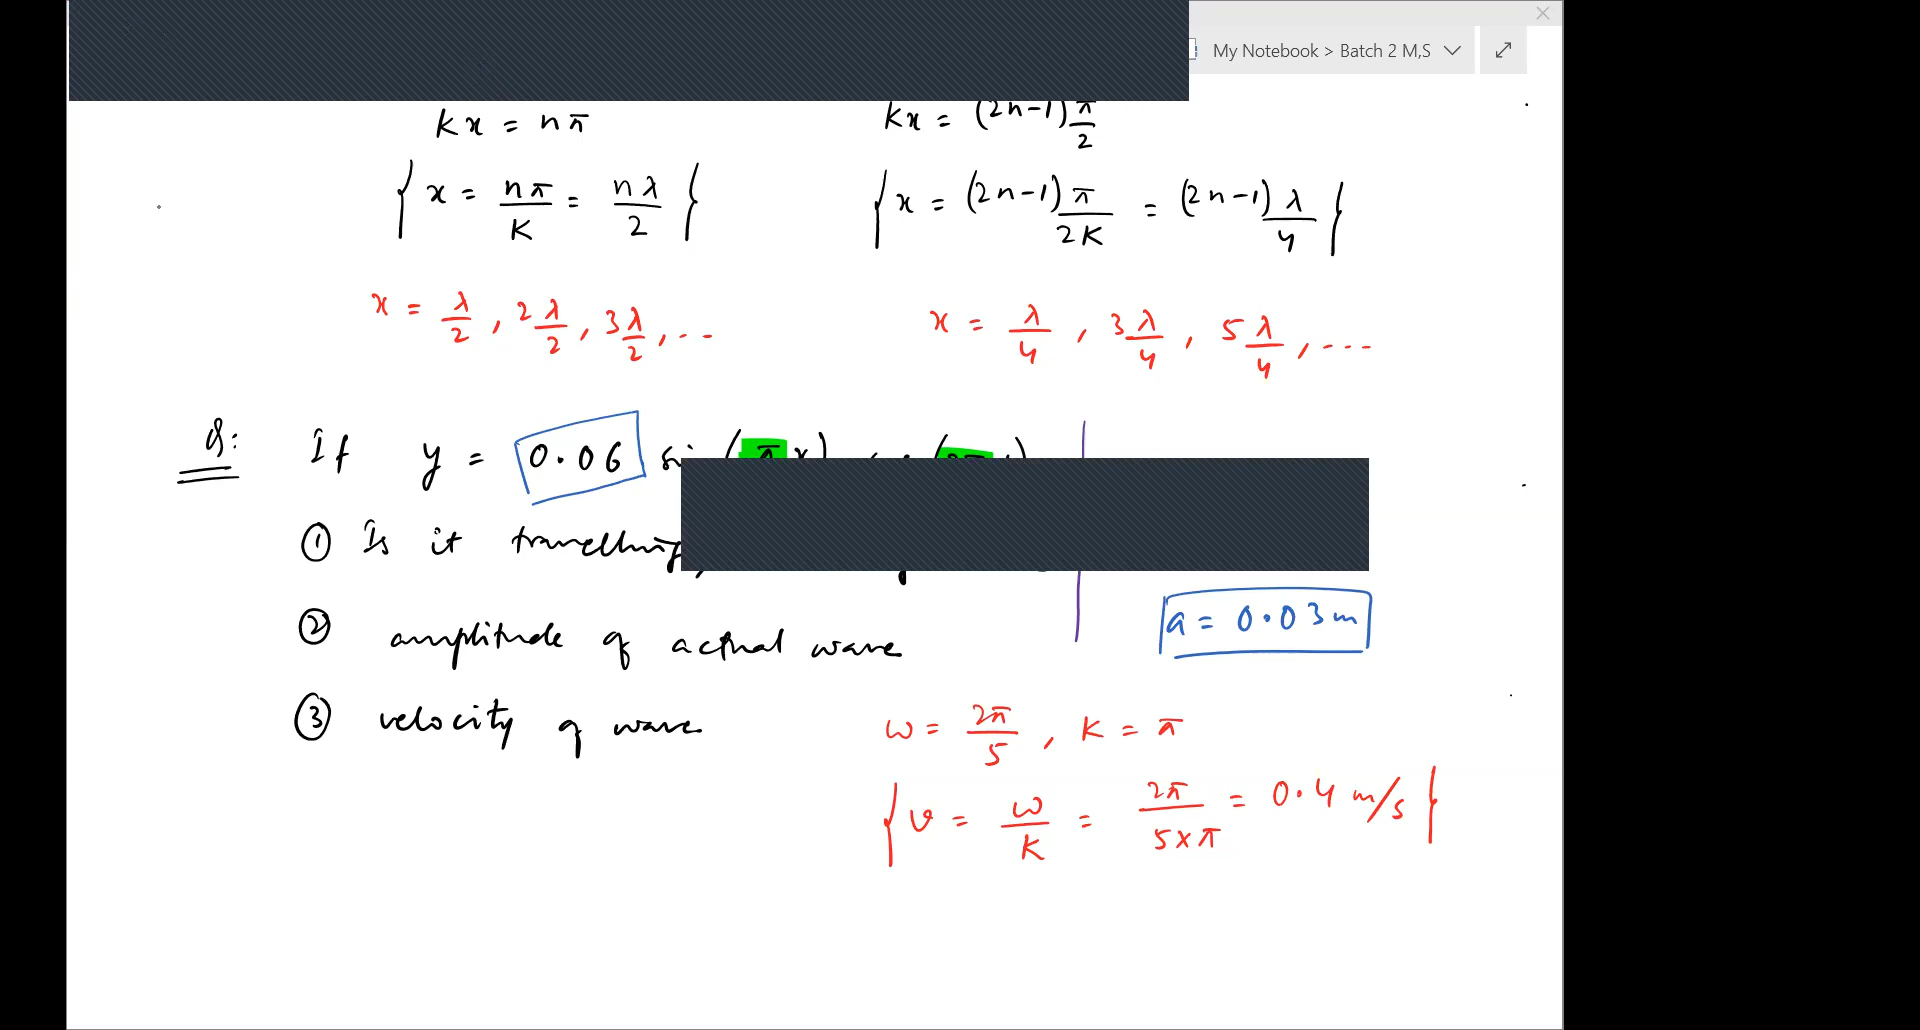 My Notebook > Batch 2 M,S
Kx = nπ
Kx = (2n-1) π/2
{ x = nπ/K = nλ/2 }
{ x = (2n-1) π/2K = (2n-1) λ/4 }
x = λ/2 , 2λ/2 , 3λ/2 , ...
x = λ/4 , 3λ/4 , 5λ/4 , ...
Q: If y = 0.06
① Is it travelling,
② amplitude of actual wave
a = 0.03 m
③ velocity of wave
ω = 2π/5 , K = π
{ v = ω/K = 2π/5×π = 0.4 m/s }